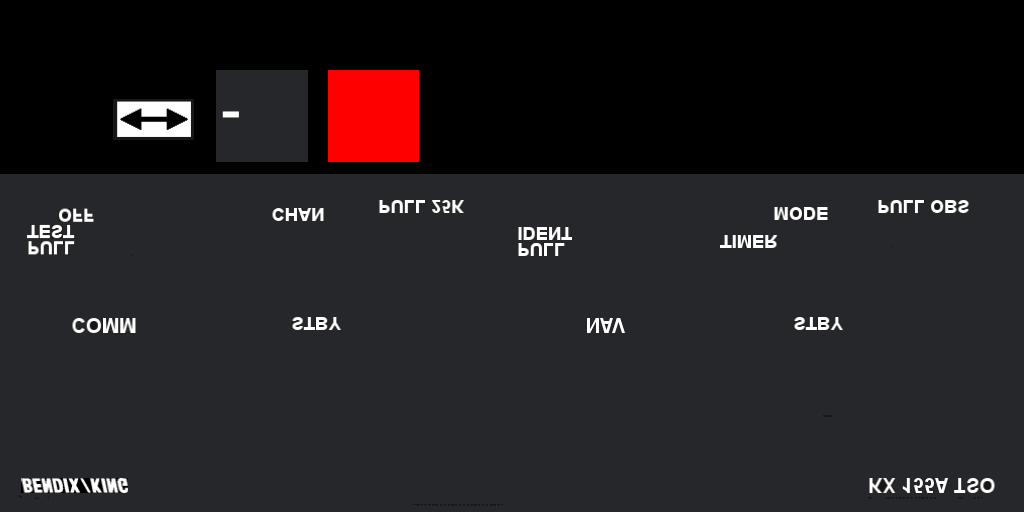 OFF
TEST
PULL
CHAN
PULL 25K
IDENT
PULL
MODE
TIMER
PULL OBS
COMM
STBY
NAV
STBY
BENDIX/KING
KX 155A TSO